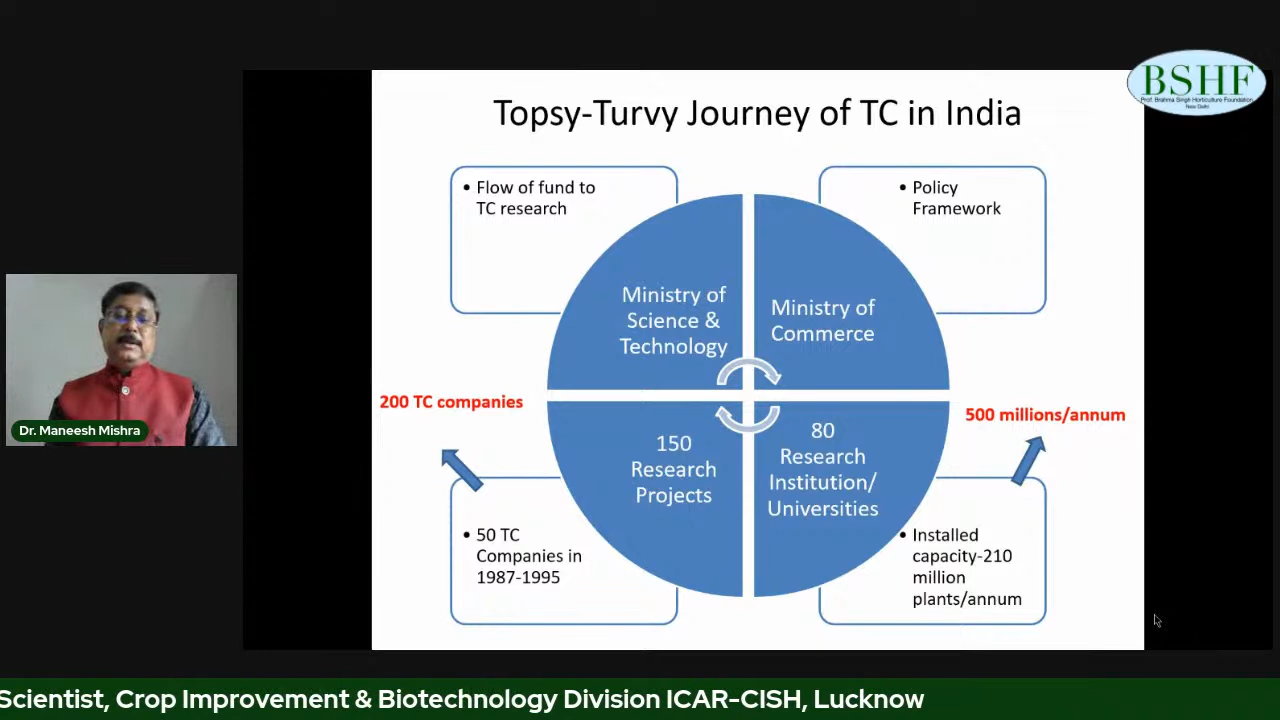 BSHF
Prof. Brahma Singh Horticulture Foundation
New Delhi
Topsy-Turvy Journey of TC in India
• Flow of fund to
TC research
• Policy
Framework
Ministry of
Science &
Technology
Ministry of
Commerce
200 TC companies
500 millions/annum
150
Research
Projects
80
Research
Institution/
Universities
• 50 TC
Companies in
1987-1995
• Installed
capacity-210
million
plants/annum
Dr. Maneesh Mishra
Scientist, Crop Improvement & Biotechnology Division ICAR-CISH, Lucknow